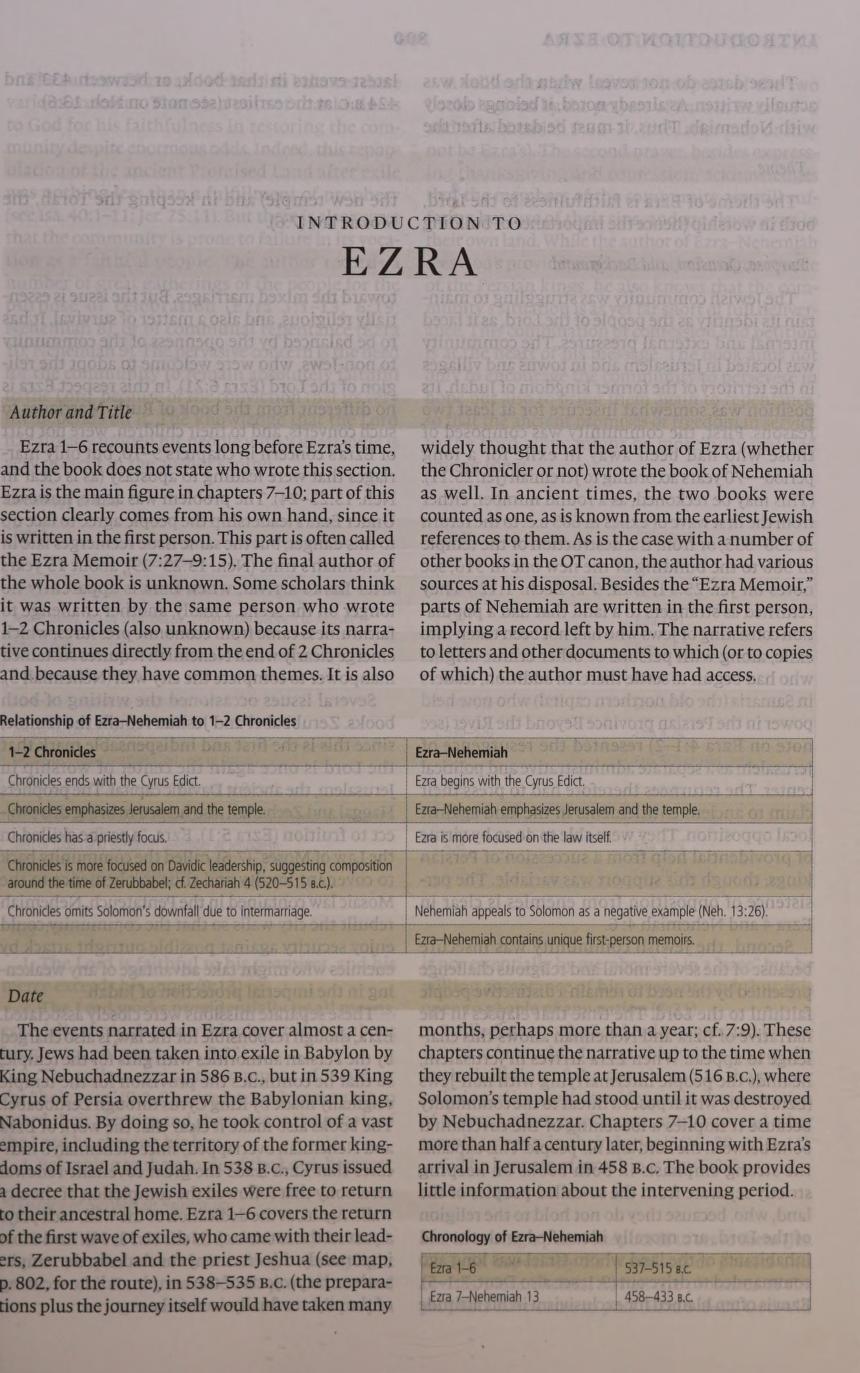 INTRODUCTION TO
EZRA
Author and Title
Ezra 1–6 recounts events long before Ezra's time,
and the book does not state who wrote this section.
Ezra is the main figure in chapters 7–10; part of this
section clearly comes from his own hand, since it
is written in the first person. This part is often called
the Ezra Memoir (7:27–9:15). The final author of
the whole book is unknown. Some scholars think
it was written by the same person who wrote
1–2 Chronicles (also unknown) because its narra-
tive continues directly from the end of 2 Chronicles
and because they have common themes. It is also
widely thought that the author of Ezra (whether
the Chronicler or not) wrote the book of Nehemiah
as well. In ancient times, the two books were
counted as one, as is known from the earliest Jewish
references to them. As is the case with a number of
other books in the OT canon, the author had various
sources at his disposal. Besides the “Ezra Memoir,”
parts of Nehemiah are written in the first person,
implying a record left by him. The narrative refers
to letters and other documents to which (or to copies
of which) the author must have had access.
Relationship of Ezra–Nehemiah to 1–2 Chronicles
1–2 Chronicles Ezra–Nehemiah
Chronicles ends with the Cyrus Edict. Ezra begins with the Cyrus Edict.
Chronicles emphasizes Jerusalem and the temple. Ezra–Nehemiah emphasizes Jerusalem and the temple.
Chronicles has a priestly focus. Ezra is more focused on the law itself.
Chronicles is more focused on Davidic leadership, suggesting composition
around the time of Zerubbabel; cf. Zechariah 4 (520–515 B.C.).
Chronicles omits Solomon's downfall due to intermarriage. Nehemiah appeals to Solomon as a negative example (Neh. 13:26).
Ezra–Nehemiah contains unique first-person memoirs.
Date
The events narrated in Ezra cover almost a cen-
tury. Jews had been taken into exile in Babylon by
King Nebuchadnezzar in 586 B.C., but in 539 King
Cyrus of Persia overthrew the Babylonian king,
Nabonidus. By doing so, he took control of a vast
empire, including the territory of the former king-
doms of Israel and Judah. In 538 B.C., Cyrus issued
a decree that the Jewish exiles were free to return
to their ancestral home. Ezra 1–6 covers the return
of the first wave of exiles, who came with their lead-
ers, Zerubbabel and the priest Jeshua (see map,
p. 802, for the route), in 538–535 B.C. (the prepara-
tions plus the journey itself would have taken many
months, perhaps more than a year; cf. 7:9). These
chapters continue the narrative up to the time when
they rebuilt the temple at Jerusalem (516 B.C.), where
Solomon's temple had stood until it was destroyed
by Nebuchadnezzar. Chapters 7–10 cover a time
more than half a century later, beginning with Ezra's
arrival in Jerusalem in 458 B.C. The book provides
little information about the intervening period.
Chronology of Ezra–Nehemiah
Ezra 1–6 537–515 B.C.
Ezra 7–Nehemiah 13 458–433 B.C.